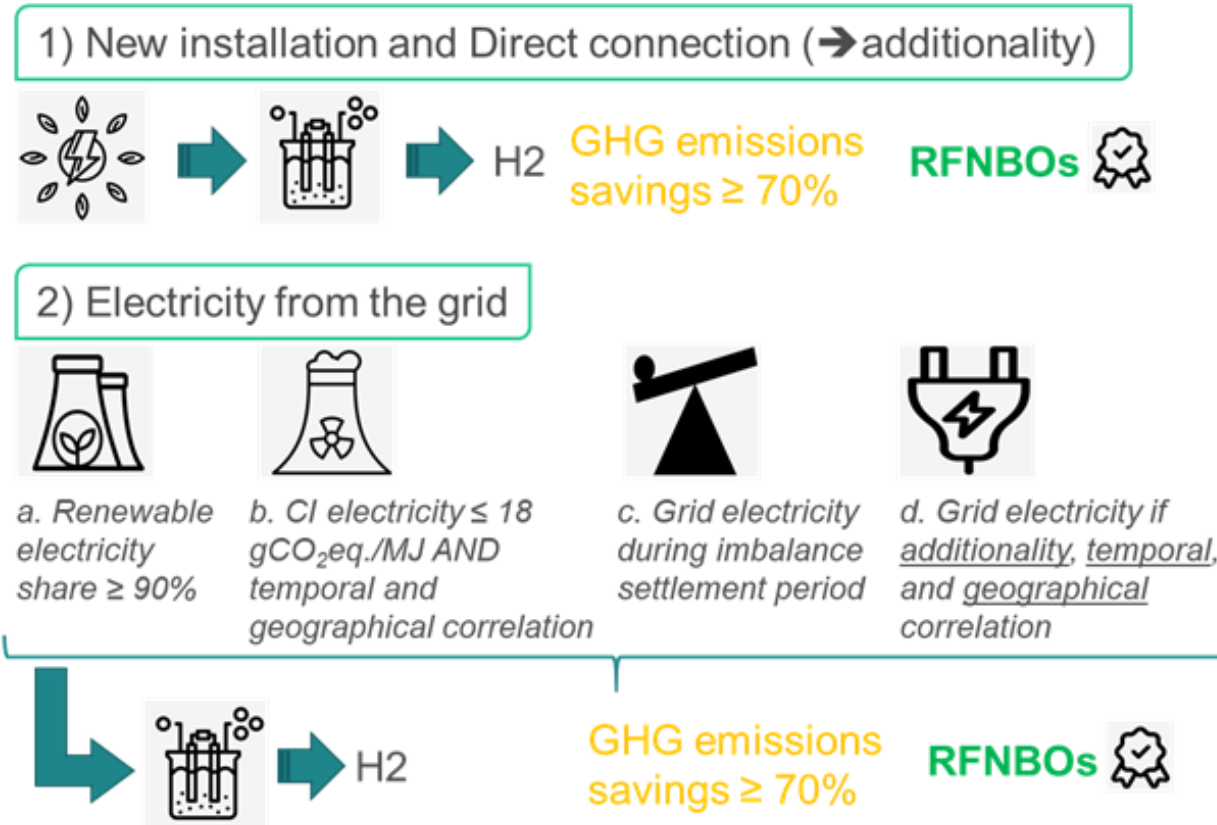 1) New installation and Direct connection (➔additionality)
H2
GHG emissions
savings ≥ 70%
RFNBOs
2) Electricity from the grid
a. Renewable
electricity
share ≥ 90%
b. CI electricity ≤ 18
gCO₂eq./MJ AND
temporal and
geographical correlation
c. Grid electricity
during imbalance
settlement period
d. Grid electricity if
additionality, temporal,
and geographical
correlation
H2
GHG emissions
savings ≥ 70%
RFNBOs